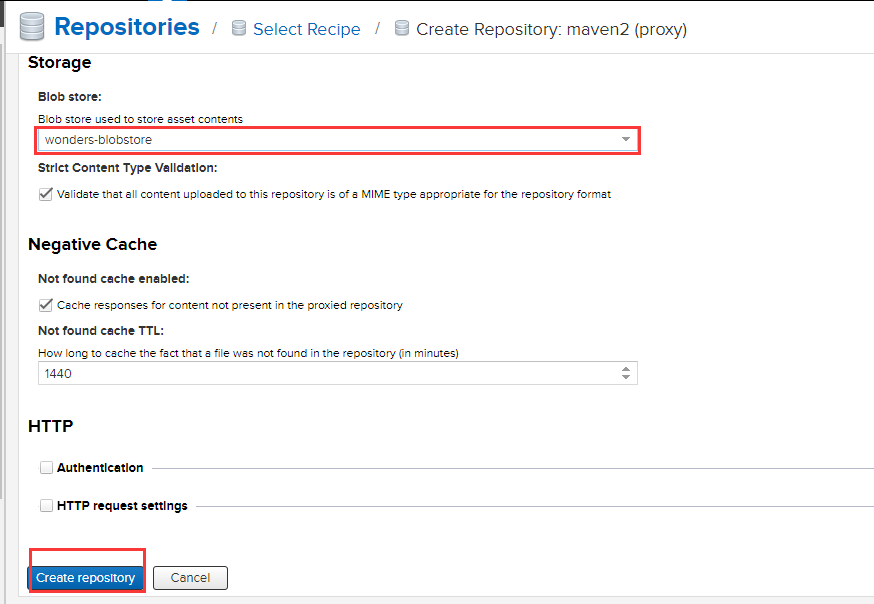 Repositories / Select Recipe / Create Repository: maven2 (proxy)
Storage
Blob store:
Blob store used to store asset contents
wonders-blobstore
Strict Content Type Validation:
Validate that all content uploaded to this repository is of a MIME type appropriate for the repository format
Negative Cache
Not found cache enabled:
Cache responses for content not present in the proxied repository
Not found cache TTL:
How long to cache the fact that a file was not found in the repository (in minutes)
1440
HTTP
Authentication
HTTP request settings
Create repository Cancel